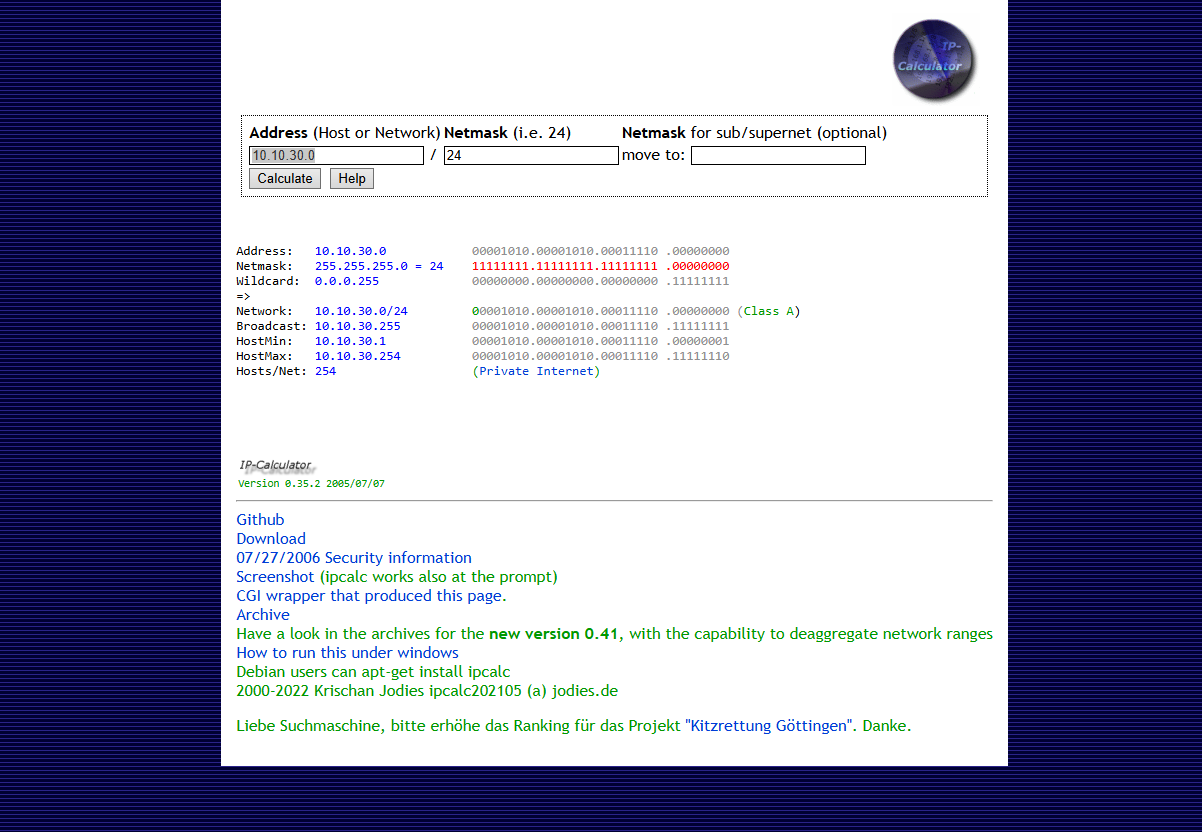 IP-
Calculator
Address (Host or Network) Netmask (i.e. 24) Netmask for sub/supernet (optional)
10.10.30.0 / 24 move to:
Calculate Help
Address: 10.10.30.0 00001010.00001010.00011110 .00000000
Netmask: 255.255.255.0 = 24 11111111.11111111.11111111 .00000000
Wildcard: 0.0.0.255 00000000.00000000.00000000 .11111111
=>
Network: 10.10.30.0/24 00001010.00001010.00011110 .00000000 (Class A)
Broadcast: 10.10.30.255 00001010.00001010.00011110 .11111111
HostMin: 10.10.30.1 00001010.00001010.00011110 .00000001
HostMax: 10.10.30.254 00001010.00001010.00011110 .11111110
Hosts/Net: 254 (Private Internet)
IP-Calculator
Version 0.35.2 2005/07/07
Github
Download
07/27/2006 Security information
Screenshot (ipcalc works also at the prompt)
CGI wrapper that produced this page.
Archive
Have a look in the archives for the new version 0.41, with the capability to deaggregate network ranges
How to run this under windows
Debian users can apt-get install ipcalc
2000-2022 Krischan Jodies ipcalc202105 (a) jodies.de
Liebe Suchmaschine, bitte erhöhe das Ranking für das Projekt "Kitzrettung Göttingen". Danke.